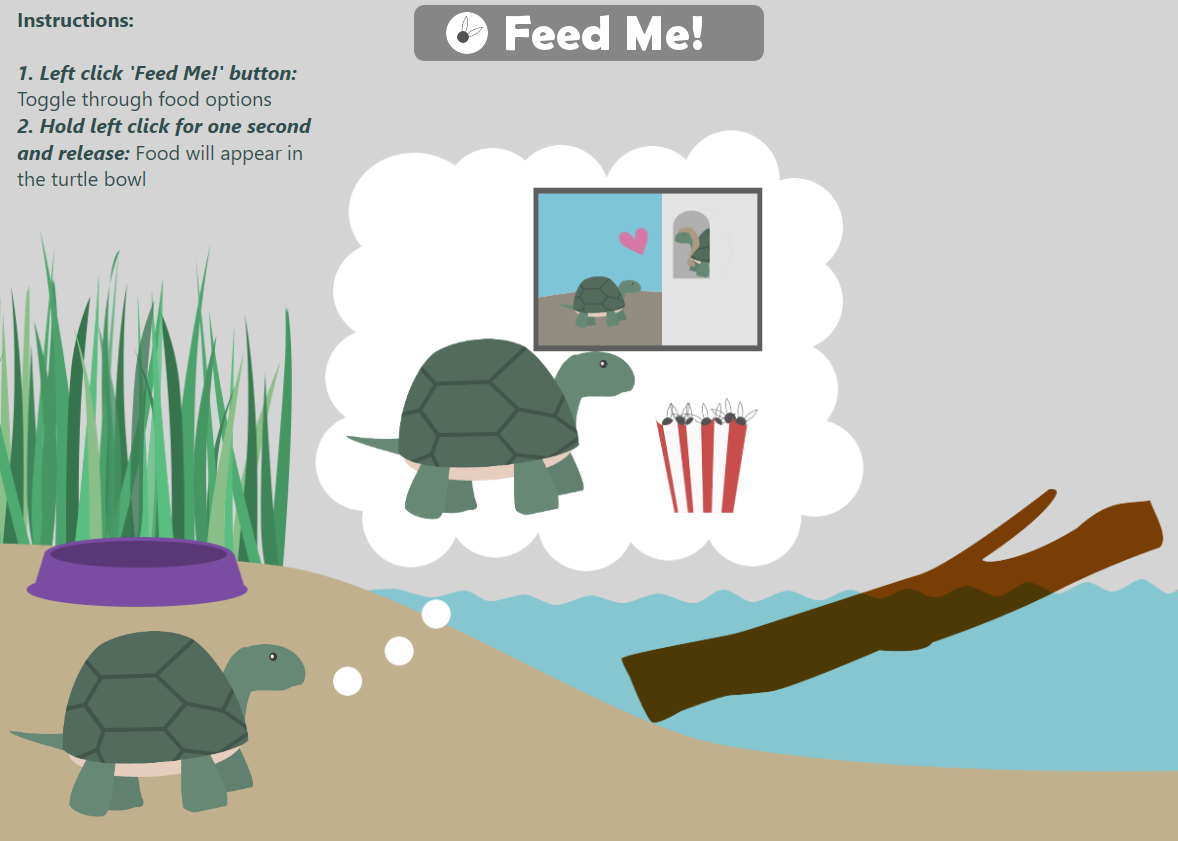 Instructions:
Feed Me!
1. Left click 'Feed Me!' button:
Toggle through food options
2. Hold left click for one second
and release: Food will appear in
the turtle bowl